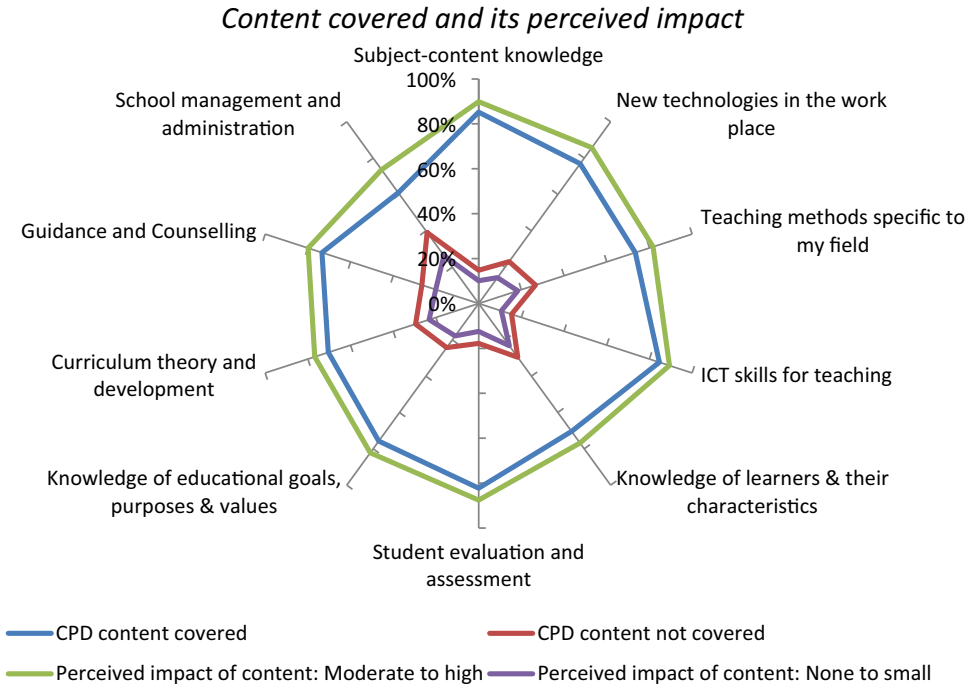 Content covered and its perceived impact
Subject-content knowledge
100%
80%
60%
40%
20%
0%
New technologies in the work
place
Teaching methods specific to
my field
ICT skills for teaching
Knowledge of learners & their
characteristics
Student evaluation and
assessment
Knowledge of educational goals,
purposes & values
Curriculum theory and
development
Guidance and Counselling
School management and
administration
CPD content covered
CPD content not covered
Perceived impact of content: Moderate to high
Perceived impact of content: None to small